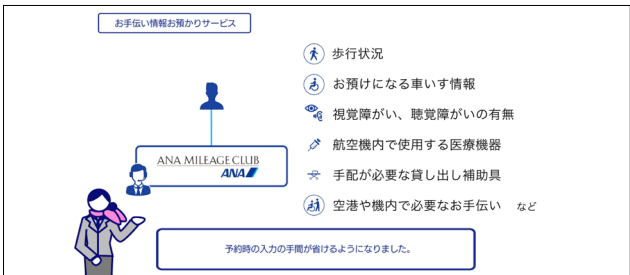 お手伝い情報お預かりサービス
歩行状況
お預けになる車いす情報
視覚障がい、聴覚障がいの有無
航空機内で使用する医療機器
手配が必要な貸し出し補助具
空港や機内で必要なお手伝い など
ANA MILEAGE CLUB
ANA
予約時の入力の手間が省けるようになりました。